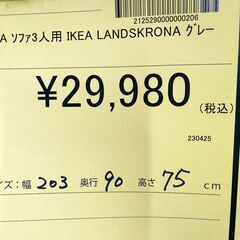 2125290000000206
A ソファ3人用 IKEA LANDSKRONA グレー
¥29,980
(税込)
230425
イズ:幅 203 奥行 90 高さ 75 cm